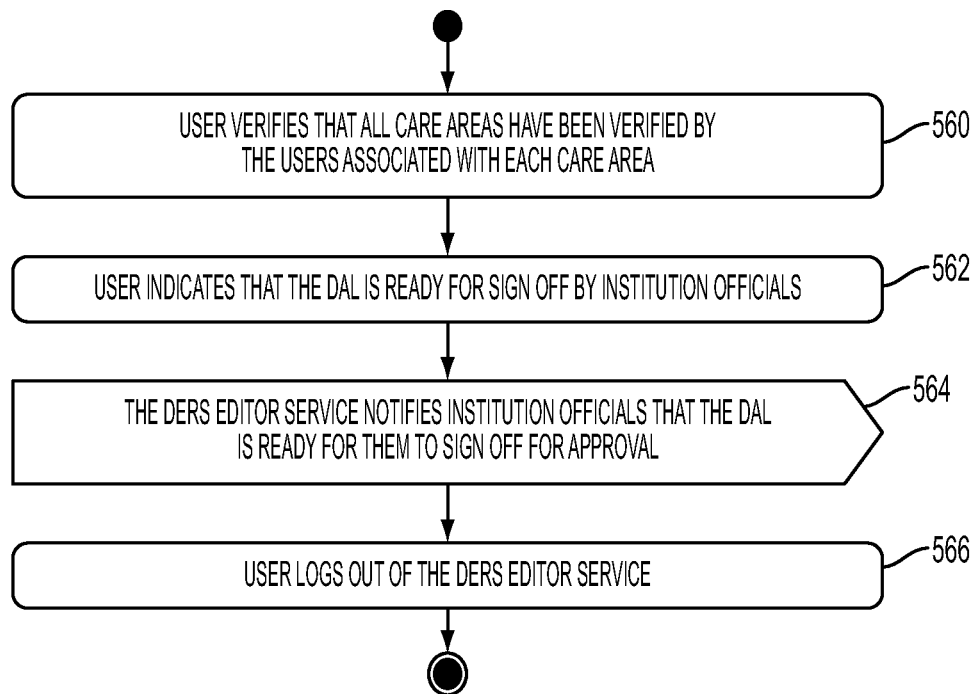 USER VERIFIES THAT ALL CARE AREAS HAVE BEEN VERIFIED BY
THE USERS ASSOCIATED WITH EACH CARE AREA
560
USER INDICATES THAT THE DAL IS READY FOR SIGN OFF BY INSTITUTION OFFICIALS
562
THE DERS EDITOR SERVICE NOTIFIES INSTITUTION OFFICIALS THAT THE DAL
IS READY FOR THEM TO SIGN OFF FOR APPROVAL
564
USER LOGS OUT OF THE DERS EDITOR SERVICE
566